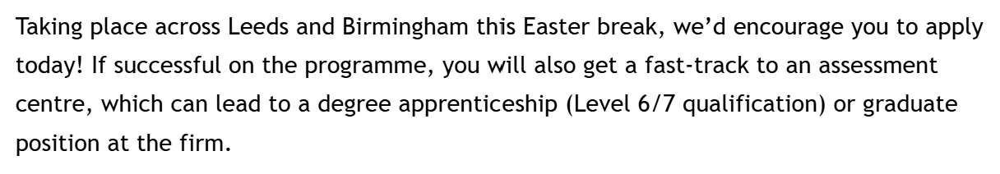 Taking place across Leeds and Birmingham this Easter break, we’d encourage you to apply
today! If successful on the programme, you will also get a fast-track to an assessment
centre, which can lead to a degree apprenticeship (Level 6/7 qualification) or graduate
position at the firm.